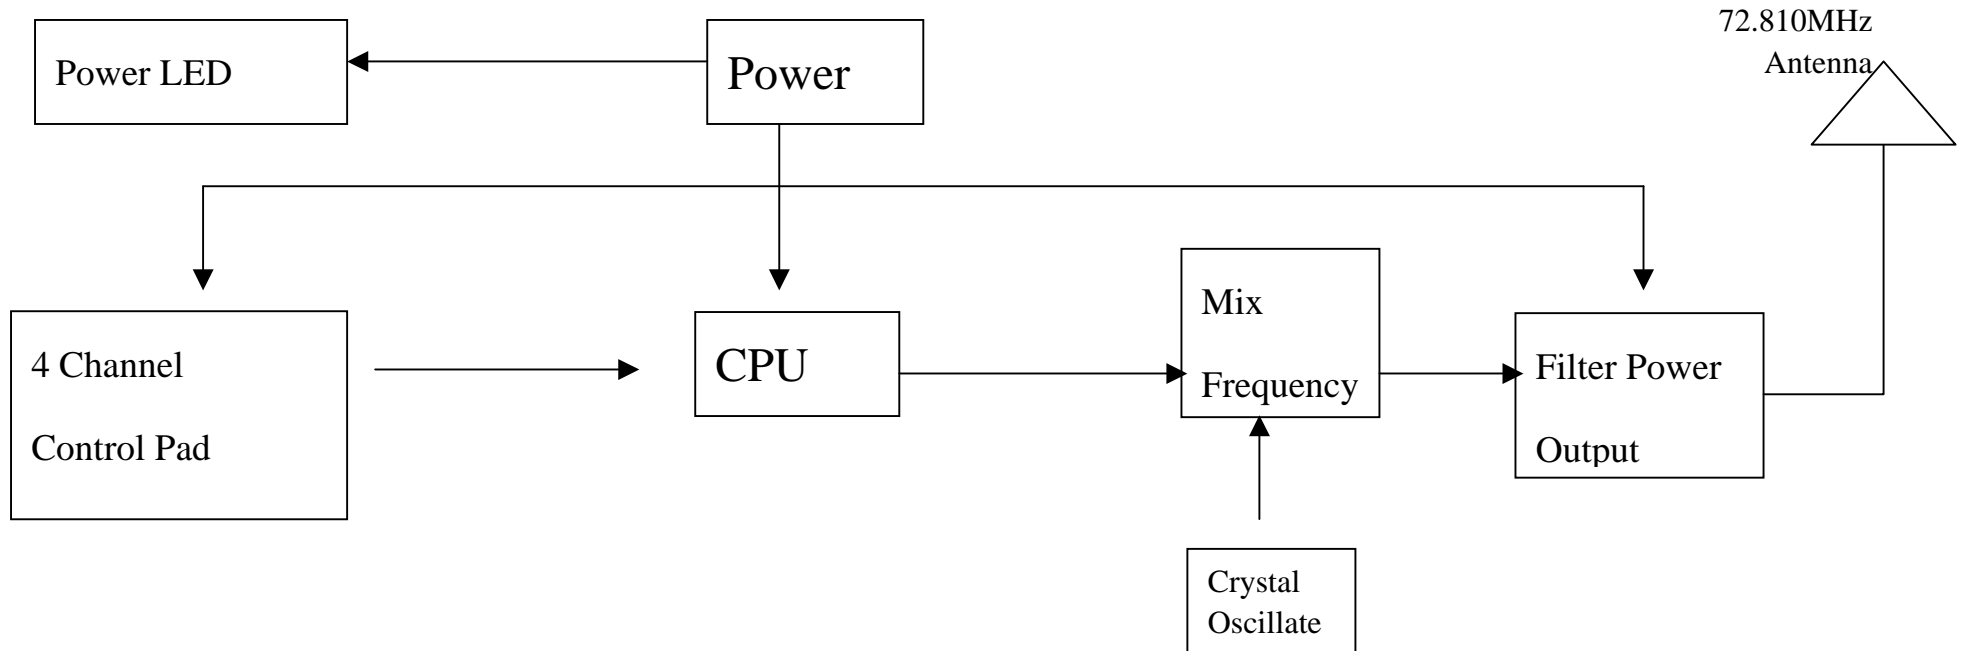 72.810MHz
Antenna
Power LED
Power
4 Channel
Control Pad
CPU
Mix
Frequency
Filter Power
Output
Crystal
Oscillate